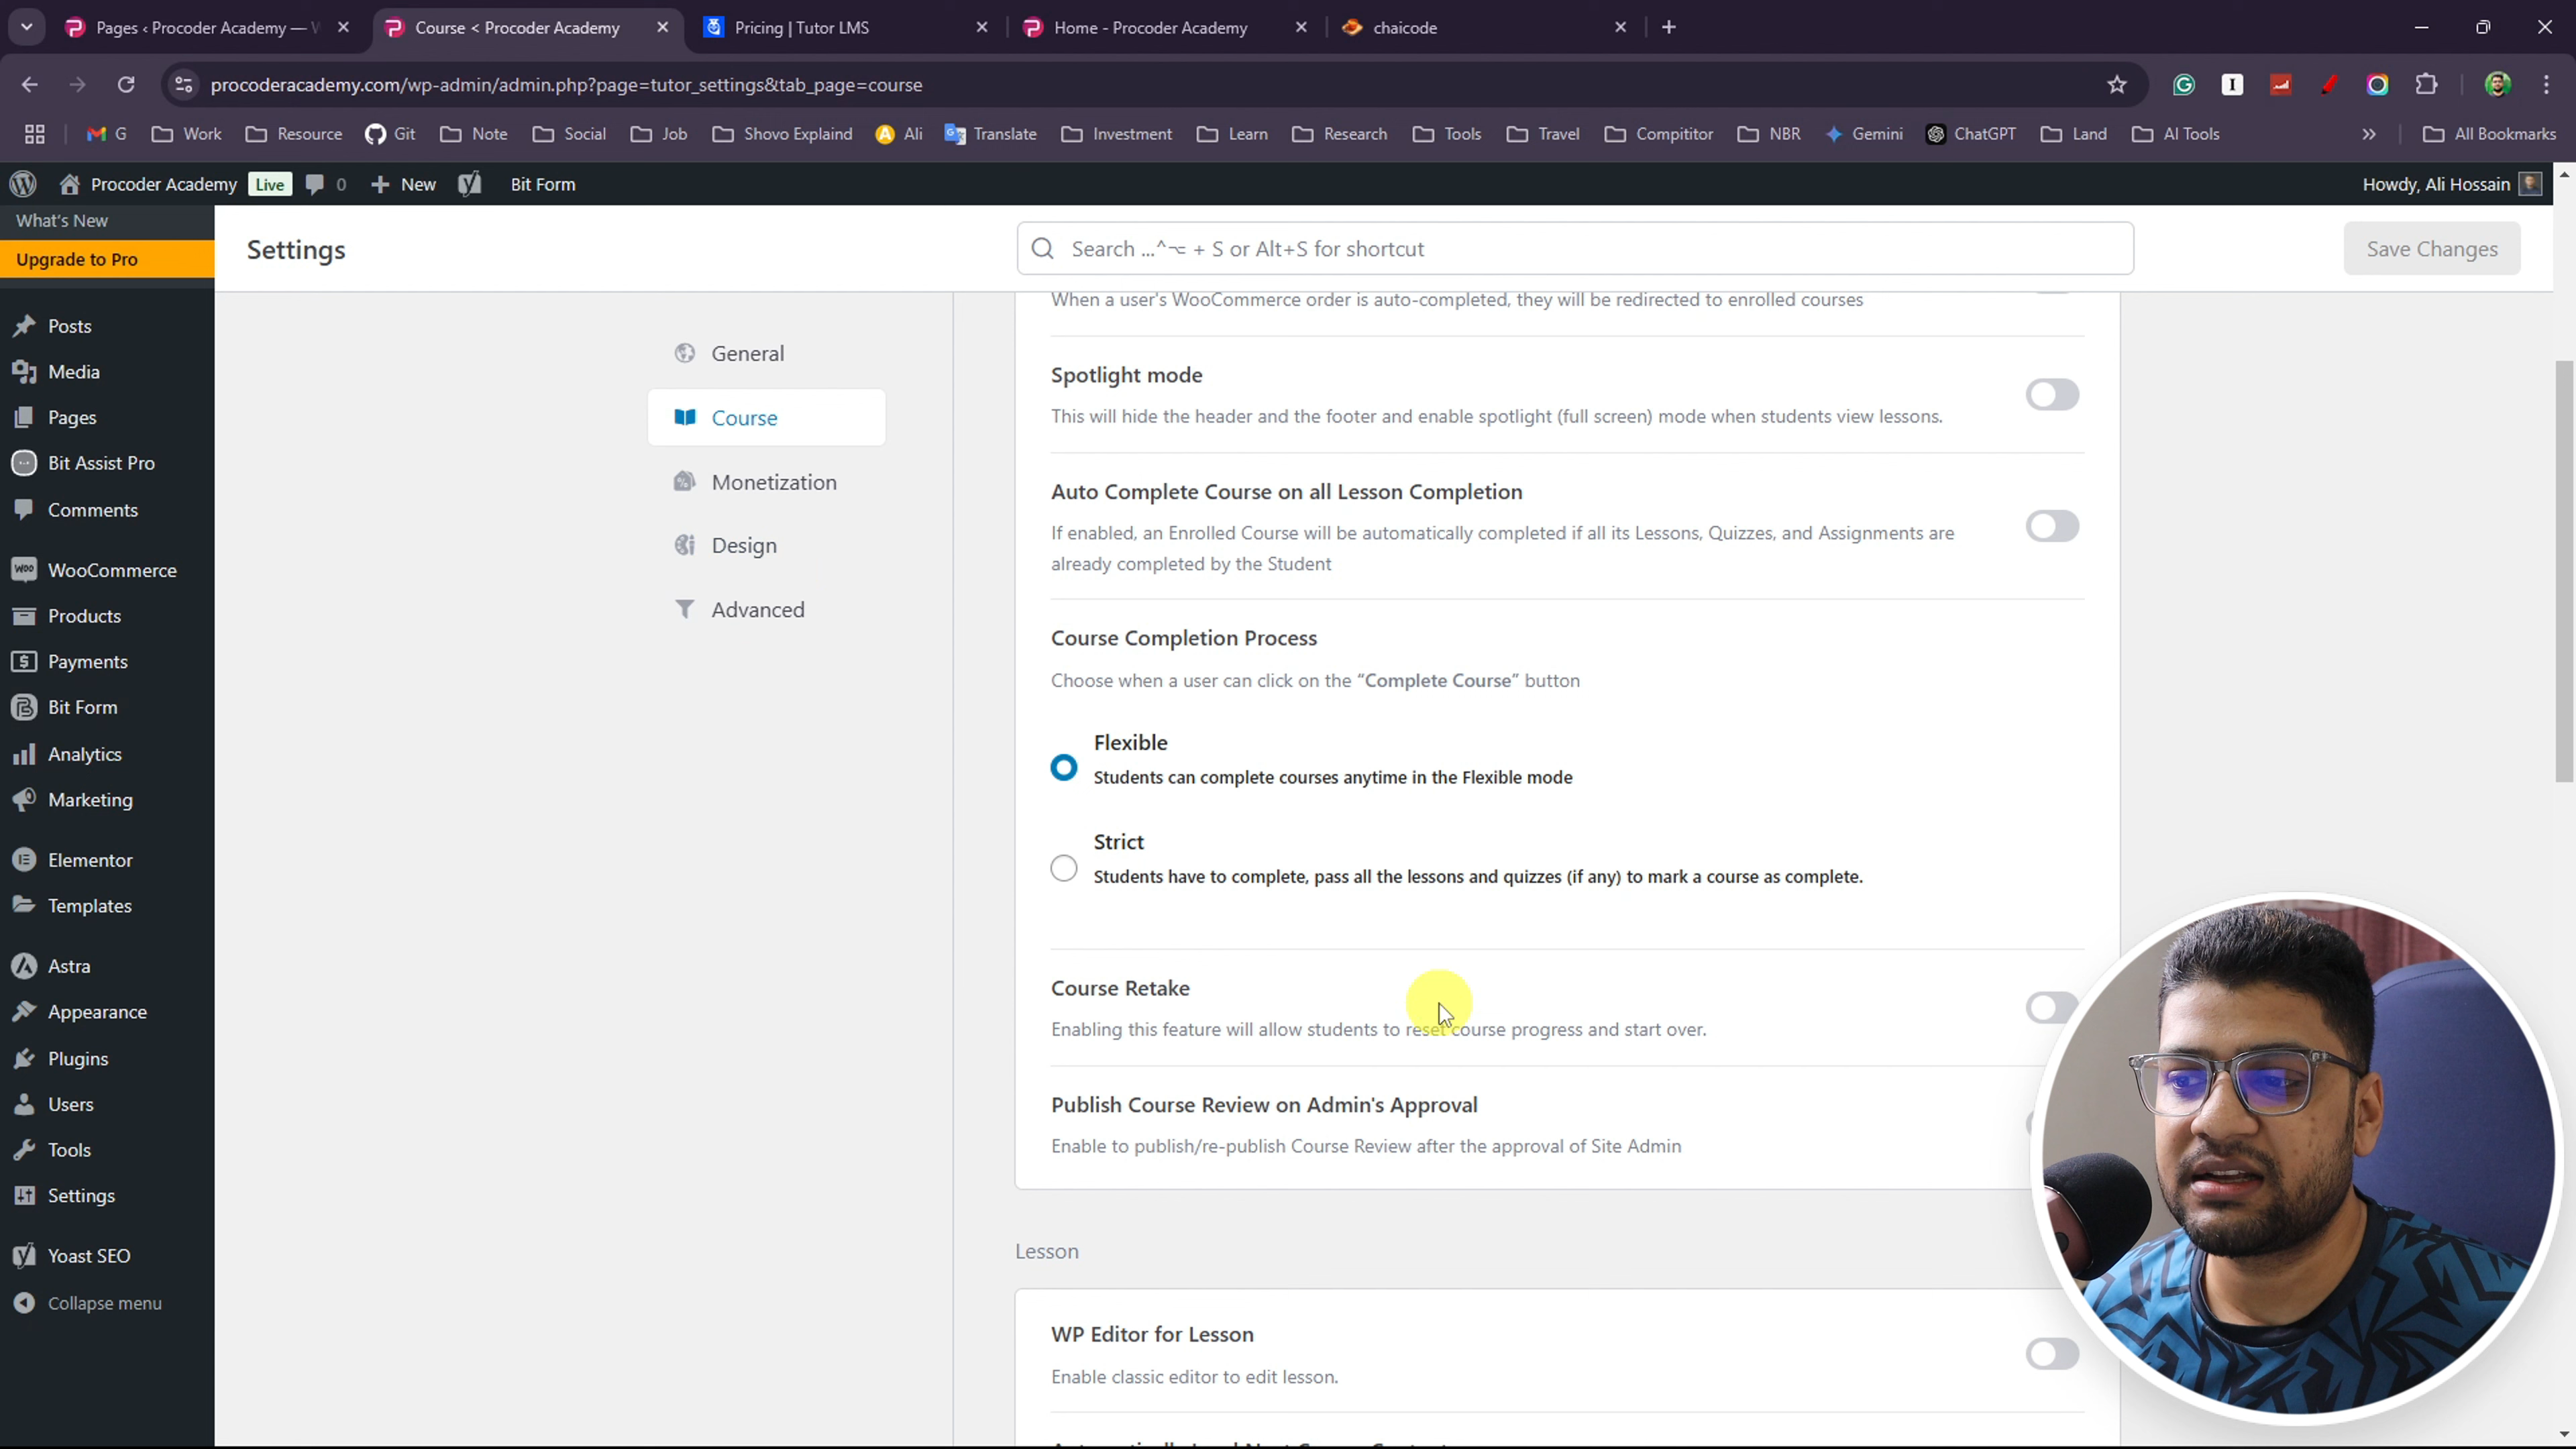 Pages ‹ Procoder Academy — W
Course < Procoder Academy
Pricing | Tutor LMS
Home - Procoder Academy
chaicode
procoderacademy.com/wp-admin/admin.php?page=tutor_settings&tab_page=course
G
Work
Resource
Git
Note
Social
Job
Shovo Explaind
Ali
Translate
Investment
Learn
Research
Tools
Travel
Compititor
NBR
Gemini
ChatGPT
Land
AI Tools
»
All Bookmarks
Procoder Academy
Live
0
New
Bit Form
Howdy, Ali Hossain
What's New
Upgrade to Pro
Posts
Media
Pages
Bit Assist Pro
Comments
WooCommerce
Products
Payments
Bit Form
Analytics
Marketing
Elementor
Templates
Astra
Appearance
Plugins
Users
Tools
Settings
Yoast SEO
Collapse menu
Settings
Search ...^⌥ + S or Alt+S for shortcut
Save Changes
General
Course
Monetization
Design
Advanced
When a user's WooCommerce order is auto-completed, they will be redirected to enrolled courses
Spotlight mode
This will hide the header and the footer and enable spotlight (full screen) mode when students view lessons.
Auto Complete Course on all Lesson Completion
If enabled, an Enrolled Course will be automatically completed if all its Lessons, Quizzes, and Assignments are
already completed by the Student
Course Completion Process
Choose when a user can click on the “Complete Course” button
Flexible
Students can complete courses anytime in the Flexible mode
Strict
Students have to complete, pass all the lessons and quizzes (if any) to mark a course as complete.
Course Retake
Enabling this feature will allow students to reset course progress and start over.
Publish Course Review on Admin's Approval
Enable to publish/re-publish Course Review after the approval of Site Admin
Lesson
WP Editor for Lesson
Enable classic editor to edit lesson.